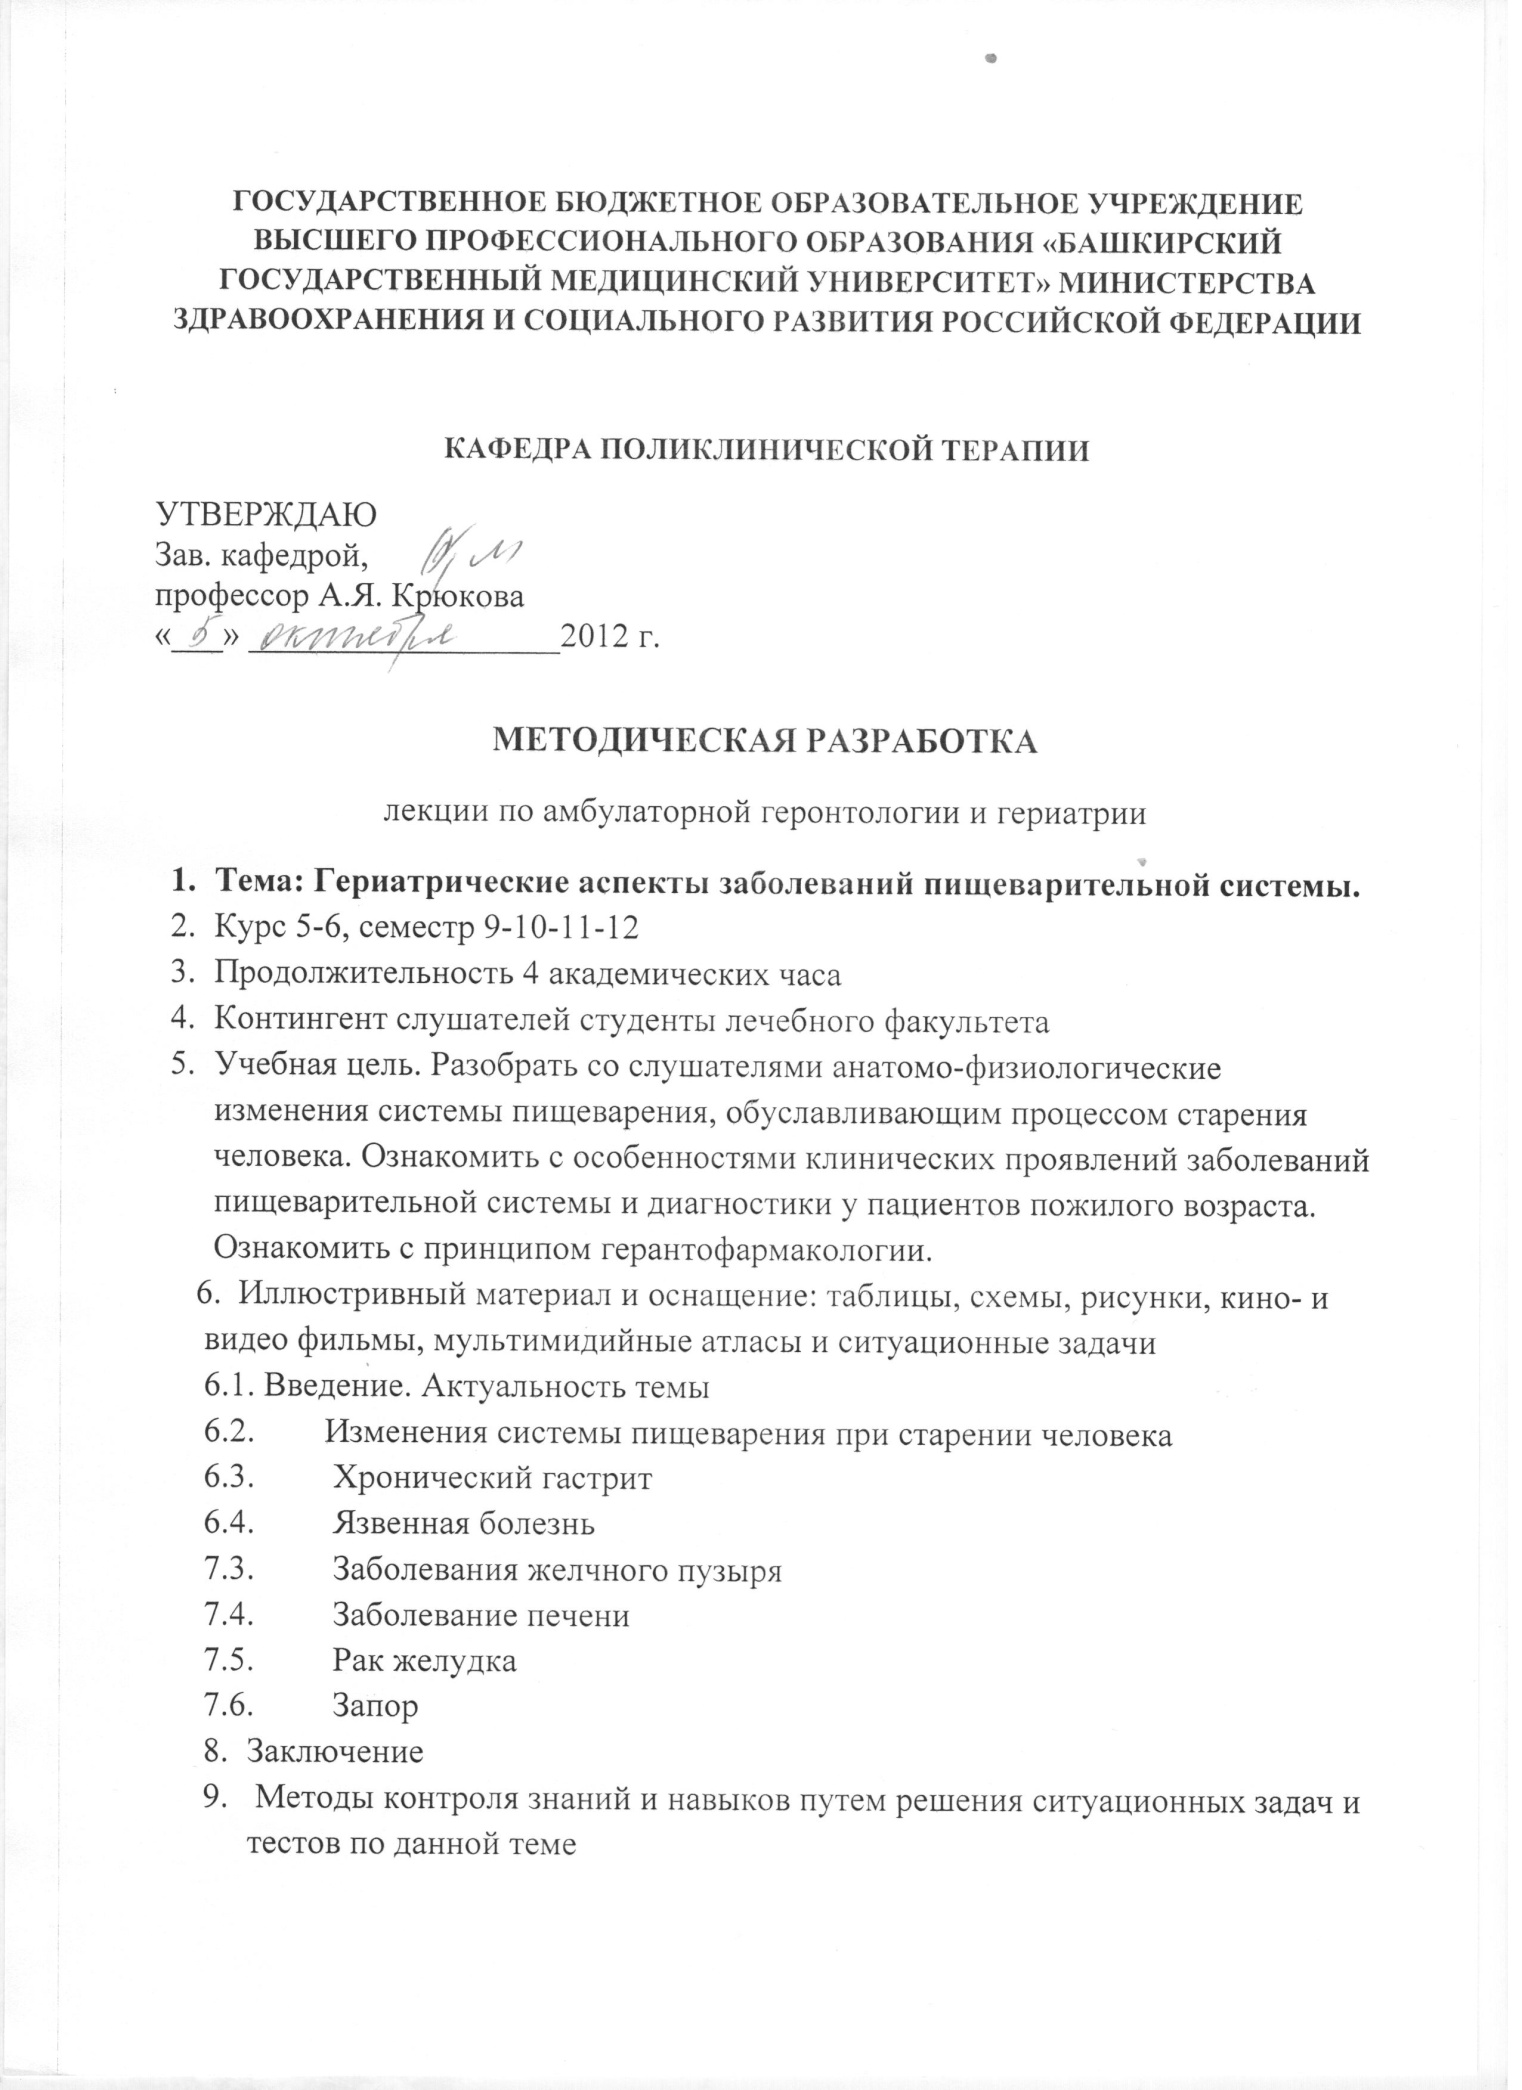 ГОСУДАРСТВЕННОЕ БЮДЖЕТНОЕ ОБРАЗОВАТЕЛЬНОЕ УЧРЕЖДЕНИЕ
ВЫСШЕГО ПРОФЕССИОНАЛЬНОГО ОБРАЗОВАНИЯ «БАШКИРСКИЙ
ГОСУДАРСТВЕННЫЙ МЕДИЦИНСКИЙ УНИВЕРСИТЕТ» МИНИСТЕРСТВА
ЗДРАВООХРАНЕНИЯ И СОЦИАЛЬНОГО РАЗВИТИЯ РОССИЙСКОЙ ФЕДЕРАЦИИ
КАФЕДРА ПОЛИКЛИНИЧЕСКОЙ ТЕРАПИИ
УТВЕРЖДАЮ
Зав. кафедрой,
профессор А.Я. Крюкова
«5» октября 2012 г.
МЕТОДИЧЕСКАЯ РАЗРАБОТКА
лекции по амбулаторной геронтологии и гериатрии
1. Тема: Гериатрические аспекты заболеваний пищеварительной системы.
2. Курс 5-6, семестр 9-10-11-12
3. Продолжительность 4 академических часа
4. Контингент слушателей студенты лечебного факультета
5. Учебная цель. Разобрать со слушателями анатомо-физиологические
изменения системы пищеварения, обуславливающим процессом старения
человека. Ознакомить с особенностями клинических проявлений заболеваний
пищеварительной системы и диагностики у пациентов пожилого возраста.
Ознакомить с принципом герантофармакологии.
6. Иллюстривный материал и оснащение: таблицы, схемы, рисунки, кино- и
видео фильмы, мультимидийные атласы и ситуационные задачи
6.1. Введение. Актуальность темы
6.2. Изменения системы пищеварения при старении человека
6.3. Хронический гастрит
6.4. Язвенная болезнь
7.3. Заболевания желчного пузыря
7.4. Заболевание печени
7.5. Рак желудка
7.6. Запор
8. Заключение
9. Методы контроля знаний и навыков путем решения ситуационных задач и
тестов по данной теме